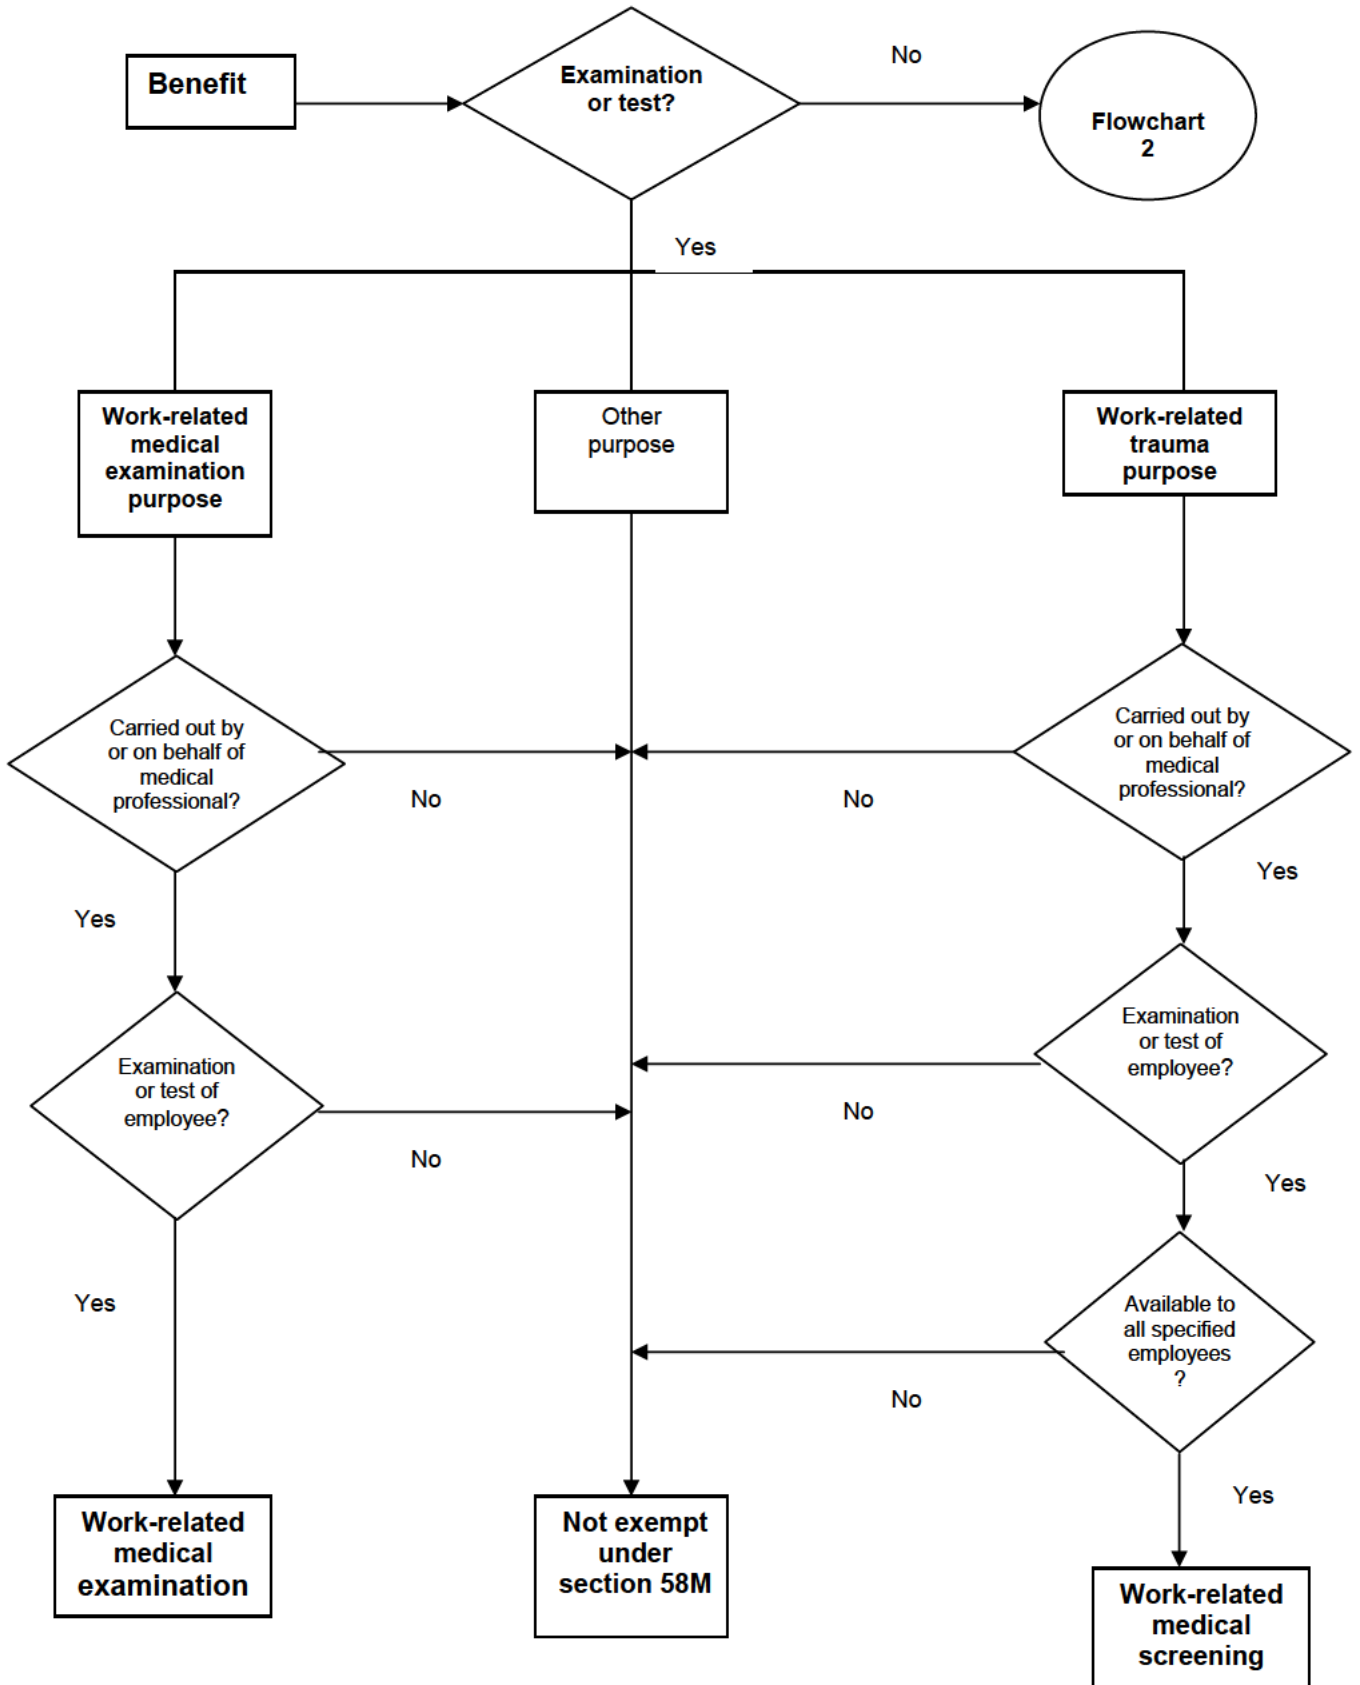 Benefit
Examination
or test?
No
Flowchart
2
Yes
Work-related
medical
examination
purpose
Other
purpose
Work-related
trauma
purpose
Carried out by
or on behalf of
medical
professional?
No
Carried out by
or on behalf of
medical
professional?
No
Yes
Yes
Examination
or test of
employee?
No
Examination
or test of
employee?
No
Yes
Yes
Available to
all specified
employees
?
No
Yes
Work-related
medical
examination
Not exempt
under
section 58M
Work-related
medical
screening